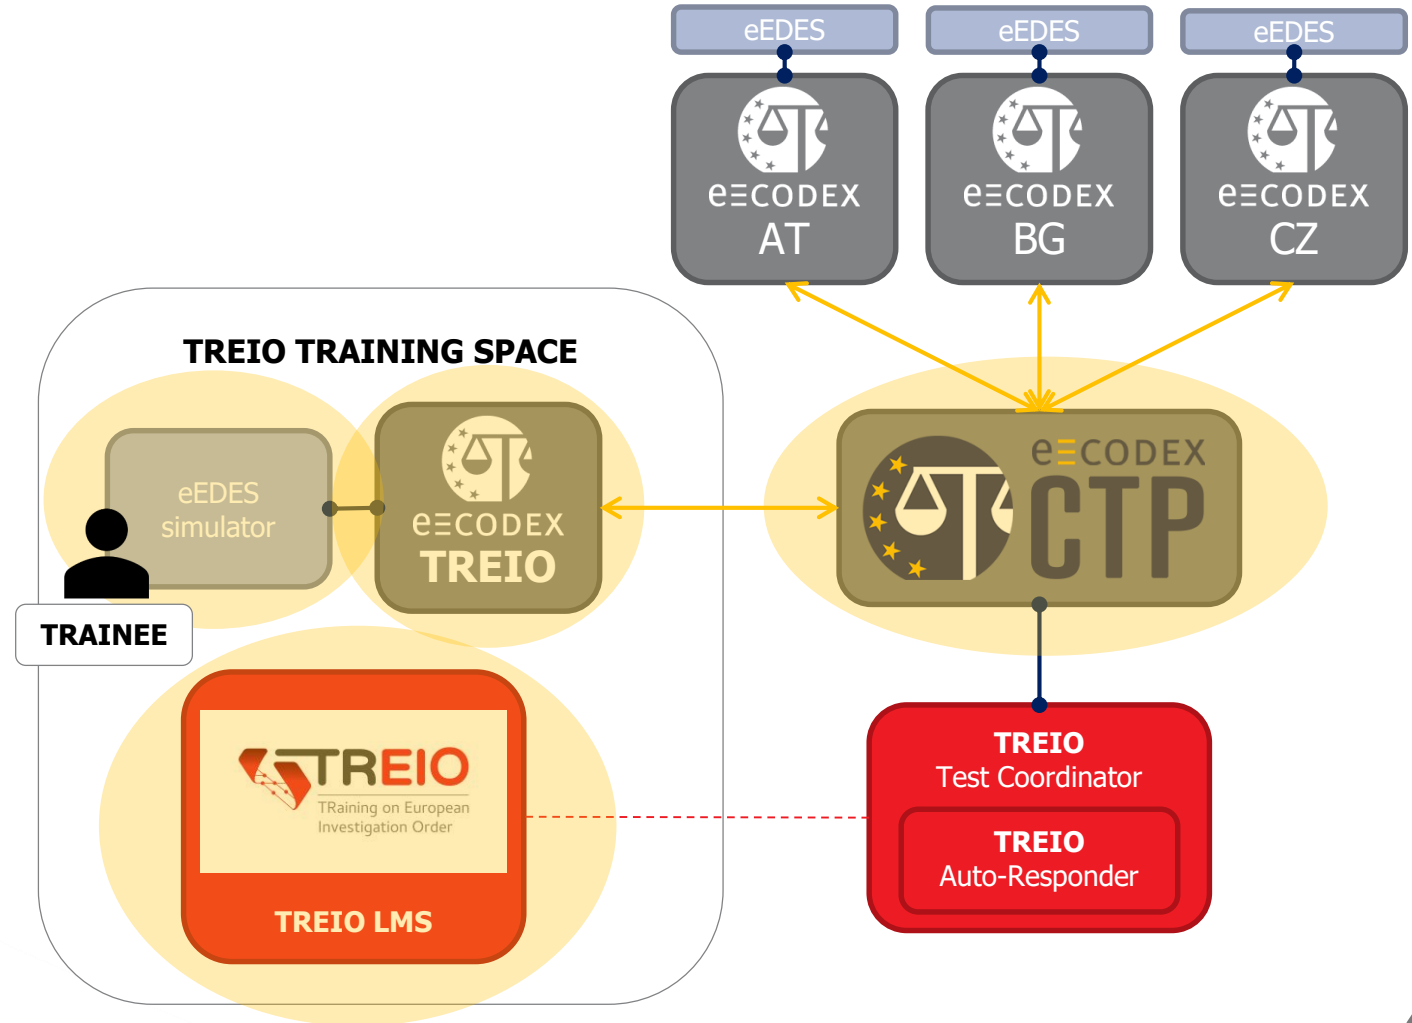 eEDES
eEDES
eEDES
e☰CODEX
AT
e☰CODEX
BG
e☰CODEX
CZ
TREIO TRAINING SPACE
eEDES
simulator
e☰CODEX
TREIO
TRAINEE
e☰CODEX
CTP
TREIO
TRaining on European
Investigation Order
TREIO LMS
TREIO
Test Coordinator
TREIO
Auto-Responder